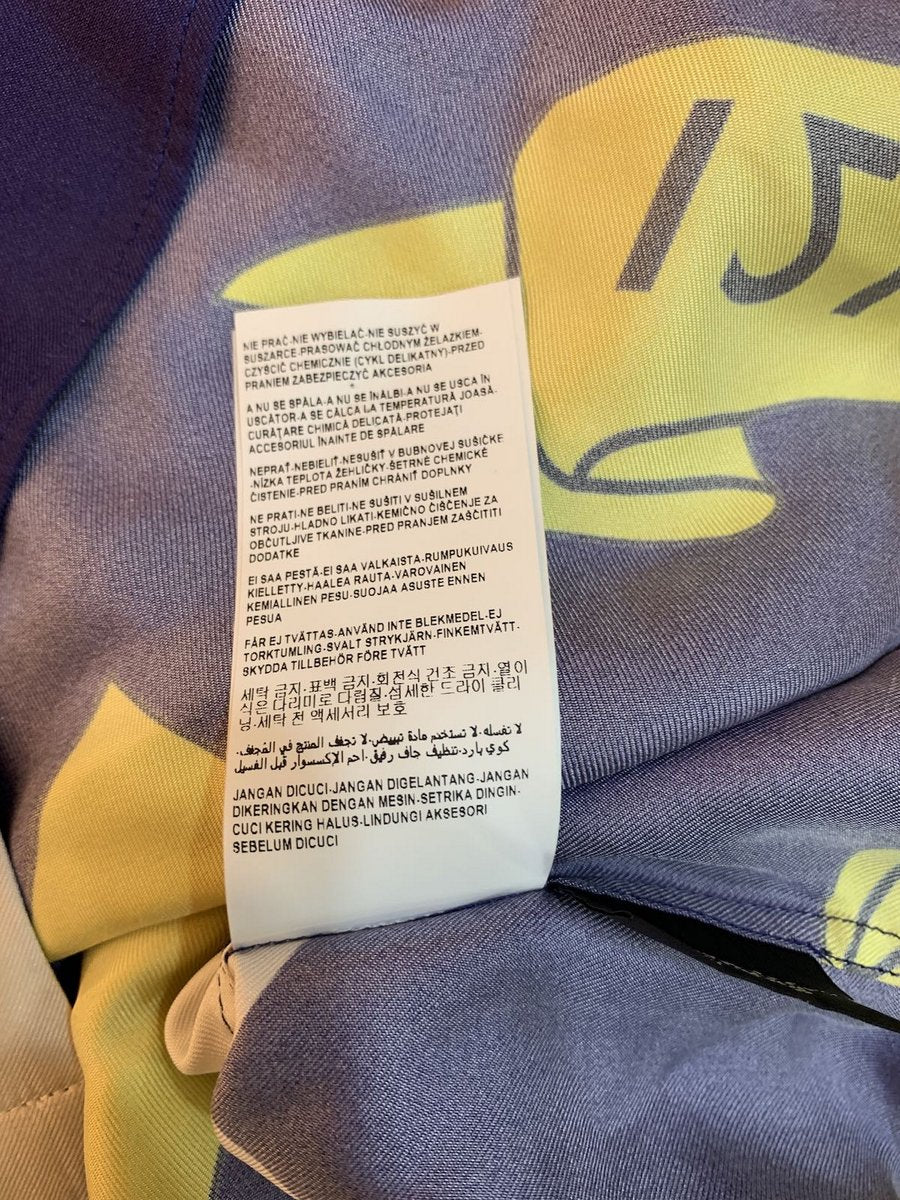 15
NIE PRAĆ-NIE WYBIELAĆ-NIE SUSZYĆ W
SUSZARCE-PRASOWAĆ CHŁODNYM ŻELAZKIEM-
CZYŚCIĆ CHEMICZNIE (CYKL DELIKATNY)-PRZED
PRANIEM ZABEZPIECZYĆ AKCESORIA
A NU SE SPĂLA-A NU SE ÎNĂLBI-A NU SE USCA ÎN
USCĂTOR-A SE CĂLCA LA TEMPERATURĂ JOASĂ-
CURĂȚARE CHIMICĂ DELICATĂ-PROTEJAȚI
ACCESORIUL ÎNAINTE DE SPĂLARE
NEPRAŤ-NEBIELIŤ-NESUŠIŤ V BUBNOVEJ SUŠIČKE
-NÍZKA TEPLOTA ŽEHLIČKY-ŠETRNÉ CHEMICKÉ
ČISTENIE-PRED PRANÍM CHRÁNIŤ DOPLNKY
NE PRATI-NE BELITI-NE SUŠITI V SUŠILNEM
STROJU-HLADNO LIKATI-KEMIČNO ČIŠČENJE ZA
OBČUTLJIVE TKANINE-PRED PRANJEM ZAŠČITITI
DODATKE
EI SAA PESTÄ-EI SAA VALKAISTA-RUMPUKUIVAUS
KIELLETTY-HAALEA RAUTA-VAROVAINEN
KEMIALLINEN PESU-SUOJAA ASUSTE ENNEN
PESUA
FÅR EJ TVÄTTAS-ANVÄND INTE BLEKMEDEL-EJ
TORKTUMLING-SVALT STRYKJÄRN-FINKEMTVÄTT-
SKYDDA TILLBEHÖR FÖRE TVÄTT
세탁 금지-표백 금지-회전식 건조 금지-열이
식은 다리미로 다림질-섬세한 드라이 클리
닝-세탁 전 액세서리 보호
لا تغسله-لا تستخدم مادة تبييض-لا تجفف المنتج في المجفف-
كوي بارد-تنظيف جاف رفيق-احم الإكسسوار قبل الغسيل
JANGAN DICUCI-JANGAN DIGELANTANG-JANGAN
DIKERINGKAN DENGAN MESIN-SETRIKA DINGIN-
CUCI KERING HALUS-LINDUNGI AKSESORI
SEBELUM DICUCI